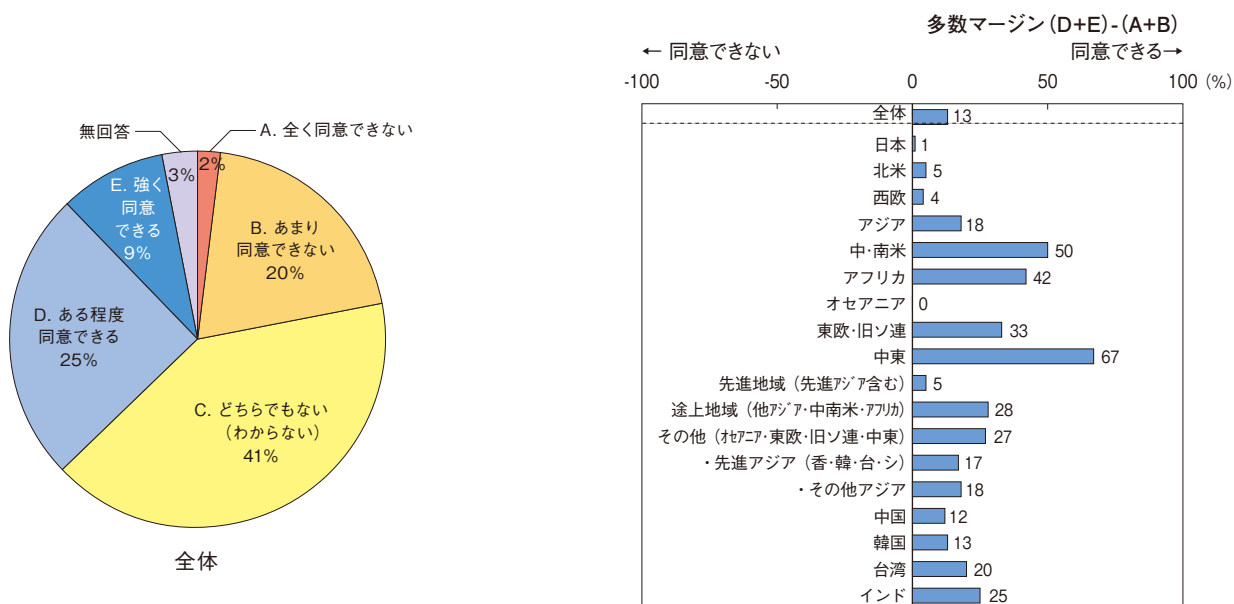 無回答
A. 全く同意できない
3%
2%
E. 強く
同意
できる
9%
B. あまり
同意できない
20%
D. ある程度
同意できる
25%
C. どちらでもない
（わからない）
41%
全体
多数マージン（D+E）-（A+B）
← 同意できない
同意できる→
-100
-50
0
50
100（%）
全体 13
日本 1
北米 5
西欧 4
アジア 18
中・南米 50
アフリカ 42
オセアニア 0
東欧・旧ソ連 33
中東 67
先進地域（先進ｱｼﾞｱ含む） 5
途上地域（他ｱｼﾞｱ・中南米・ｱﾌﾘｶ） 28
その他（ｵｾｱﾆｱ・東欧・旧ソ連・中東） 27
・先進アジア（香・韓・台・シ） 17
・その他アジア 18
中国 12
韓国 13
台湾 20
インド 25